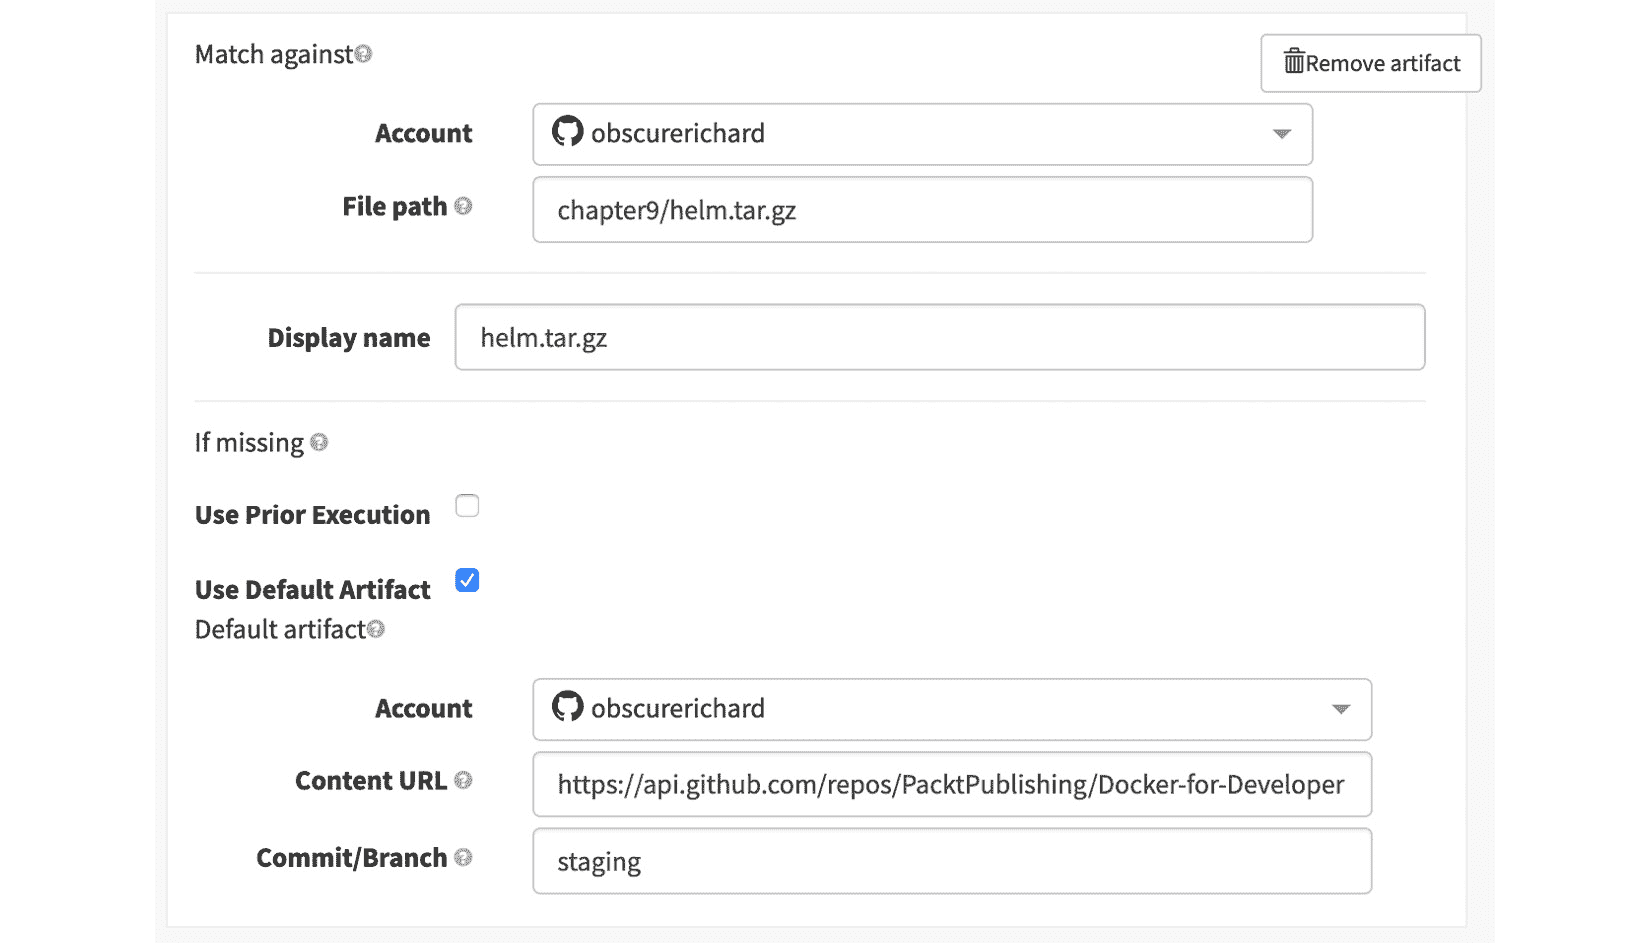 Match against
Remove artifact
Account obscurerichard
File path chapter9/helm.tar.gz
Display name helm.tar.gz
If missing
Use Prior Execution
Use Default Artifact
Default artifact
Account obscurerichard
Content URL https://api.github.com/repos/PacktPublishing/Docker-for-Developer
Commit/Branch staging